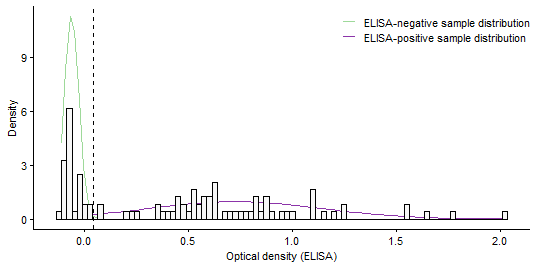 ELISA-negative sample distribution
ELISA-positive sample distribution
Density
9
6
3
0
0.0 0.5 1.0 1.5 2.0
Optical density (ELISA)